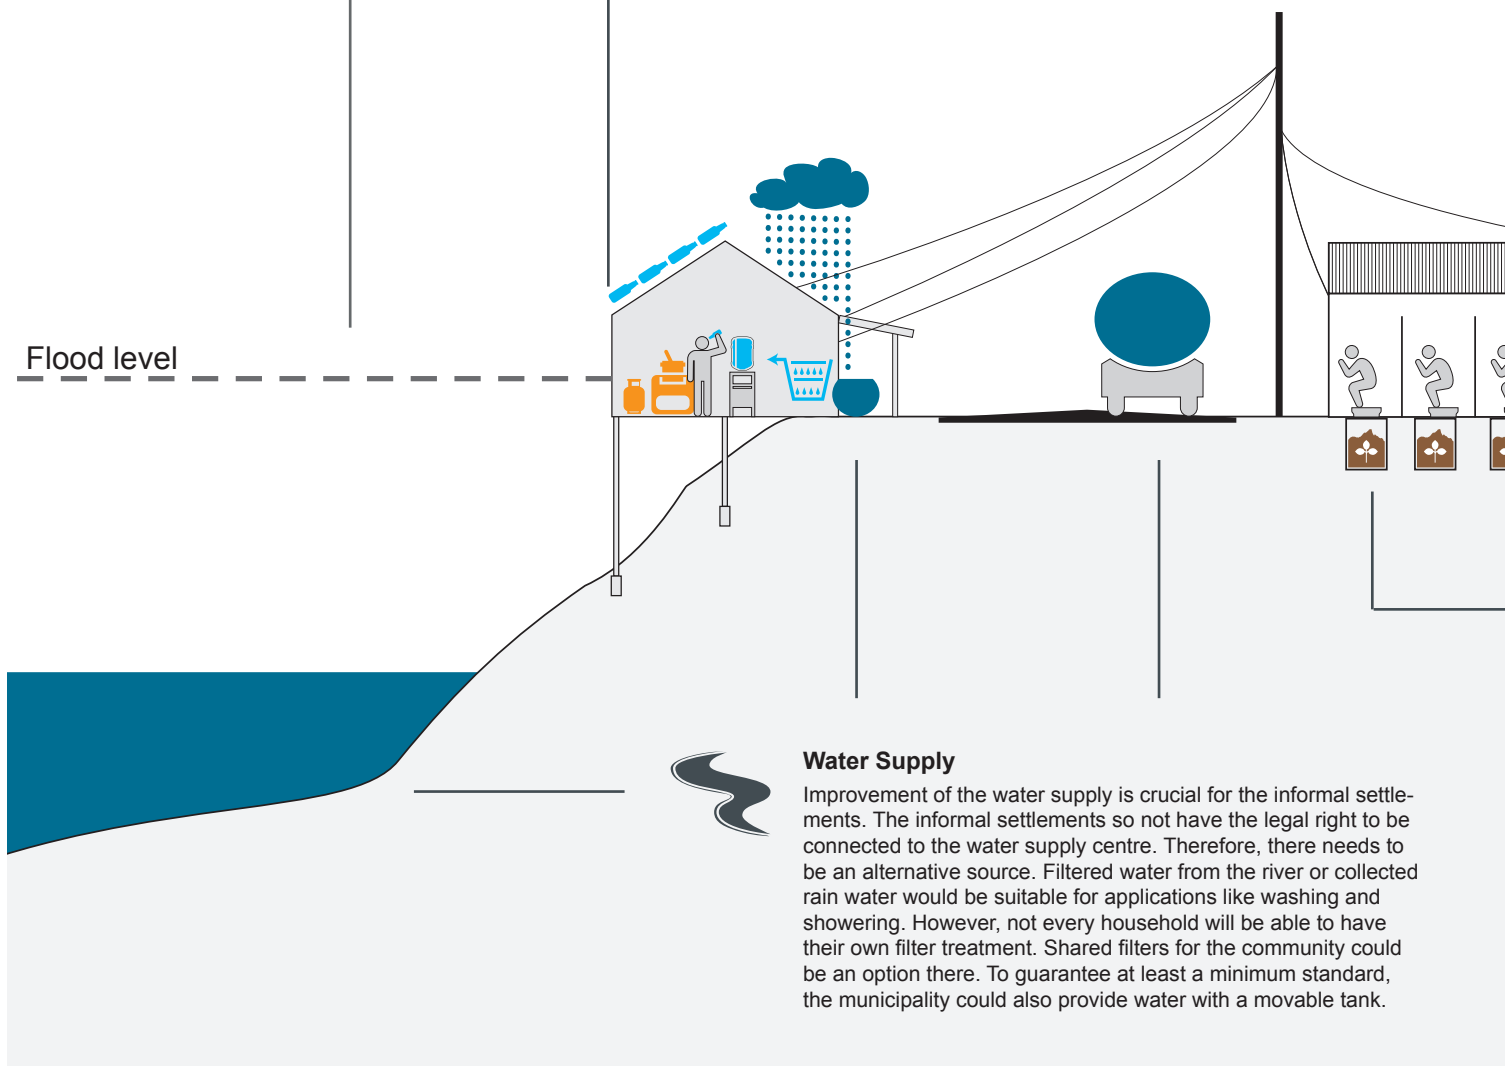 Flood level
Water Supply
Improvement of the water supply is crucial for the informal settle-
ments. The informal settlements so not have the legal right to be
connected to the water supply centre. Therefore, there needs to
be an alternative source. Filtered water from the river or collected
rain water would be suitable for applications like washing and
showering. However, not every household will be able to have
their own filter treatment. Shared filters for the community could
be an option there. To guarantee at least a minimum standard,
the municipality could also provide water with a movable tank.